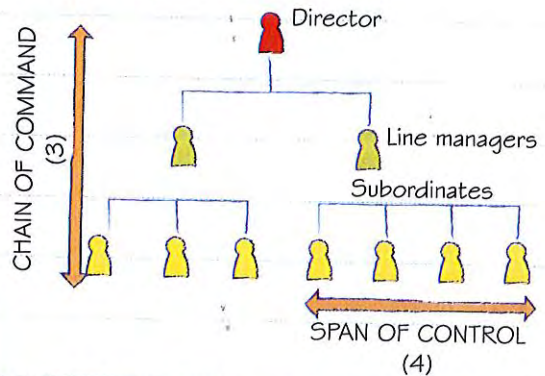 Director
CHAIN OF COMMAND
(3)
Line managers
Subordinates
SPAN OF CONTROL
(4)